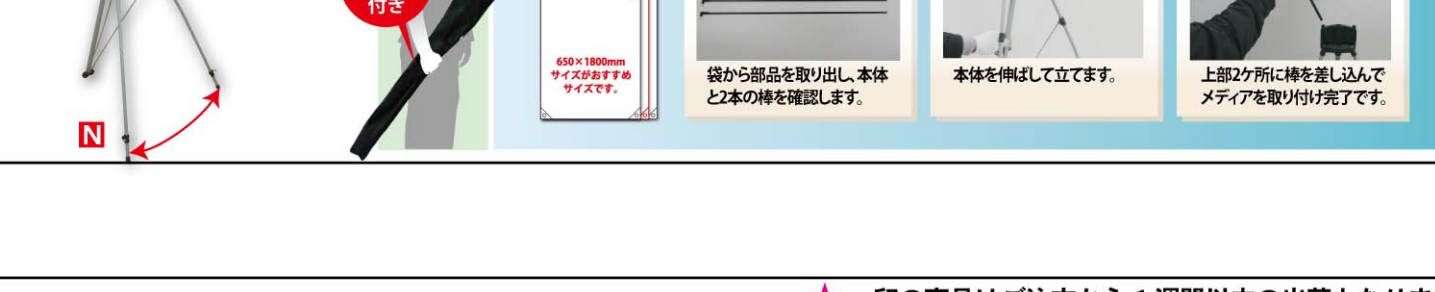 付き
N
650×1800mm
サイズがおすすめ
サイズです。
袋から部品を取り出し、本体
と2本の棒を確認します。
本体を伸ばして立てます。
上部2ケ所に棒を差し込んで
メディアを取り付け完了です。